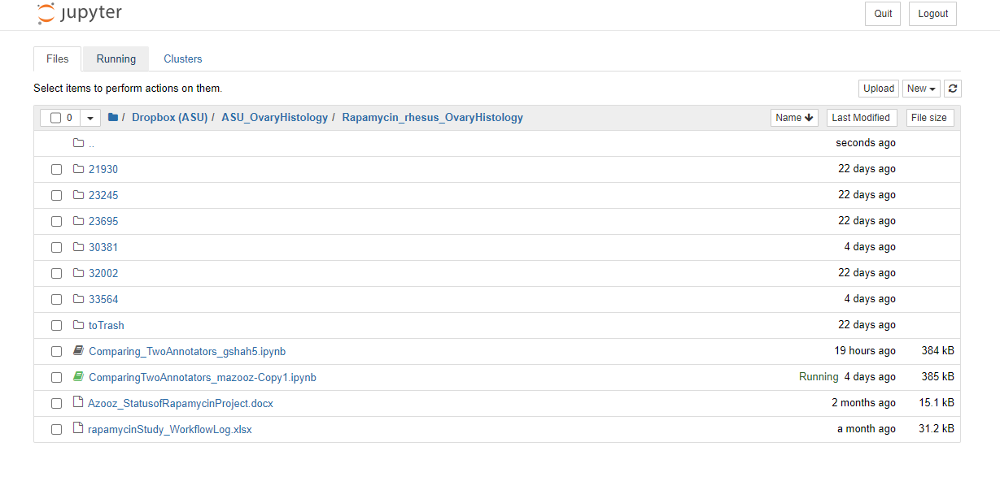 jupyter Quit Logout
Files Running Clusters
Select items to perform actions on them. Upload New
0 / Dropbox (ASU) / ASU_OvaryHistology / Rapamycin_rhesus_OvaryHistology Name Last Modified File size
.. seconds ago
21930 22 days ago
23245 22 days ago
23695 22 days ago
30381 4 days ago
32002 22 days ago
33564 4 days ago
toTrash 22 days ago
Comparing_TwoAnnotators_gshah5.ipynb 19 hours ago 384 kB
ComparingTwoAnnotators_mazooz-Copy1.ipynb Running 4 days ago 385 kB
Azooz_StatusofRapamycinProject.docx 2 months ago 15.1 kB
rapamycinStudy_WorkflowLog.xlsx a month ago 31.2 kB